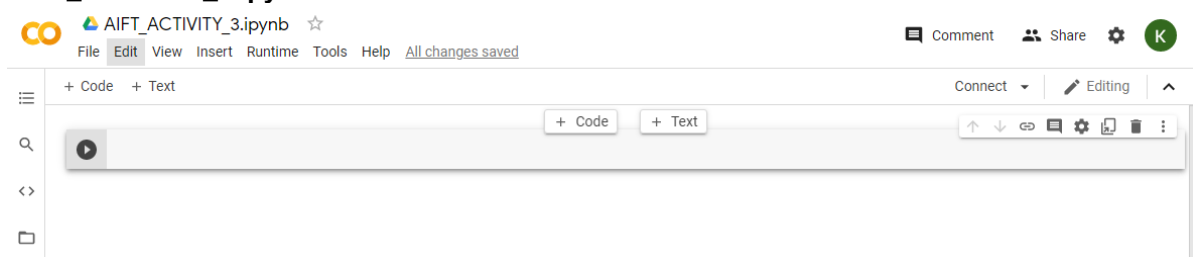 AIFT_ACTIVITY_3.ipynb
Comment Share K
File Edit View Insert Runtime Tools Help All changes saved
+ Code + Text Connect Editing
+ Code + Text